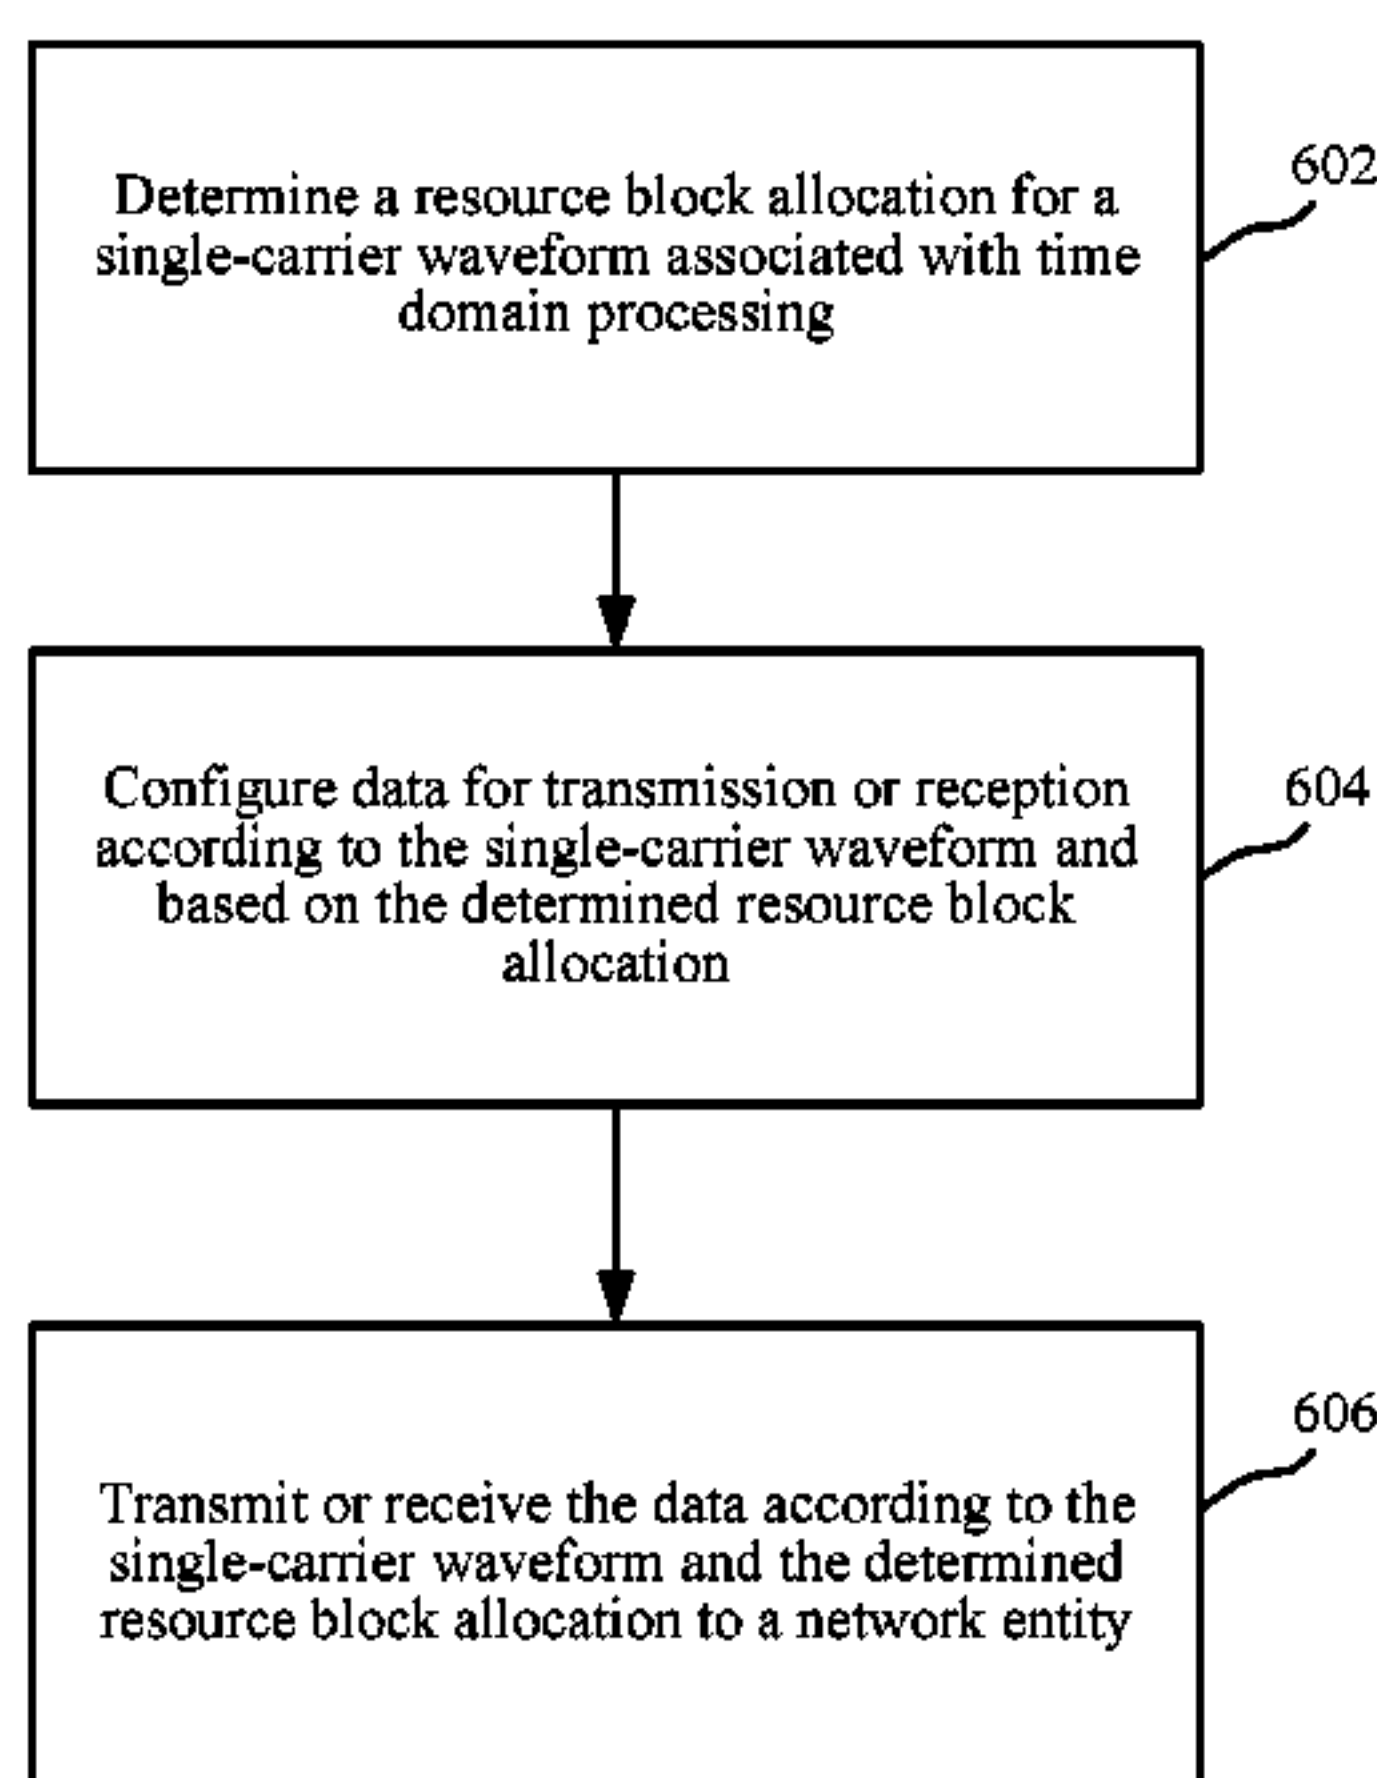 Determine a resource block allocation for a
single-carrier waveform associated with time
domain processing
602
Configure data for transmission or reception
according to the single-carrier waveform and
based on the determined resource block
allocation
604
Transmit or receive the data according to the
single-carrier waveform and the determined
resource block allocation to a network entity
606